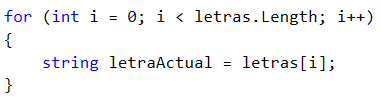 for (int i = 0; i < letras.Length; i++)
{
    string letraActual = letras[i];
}